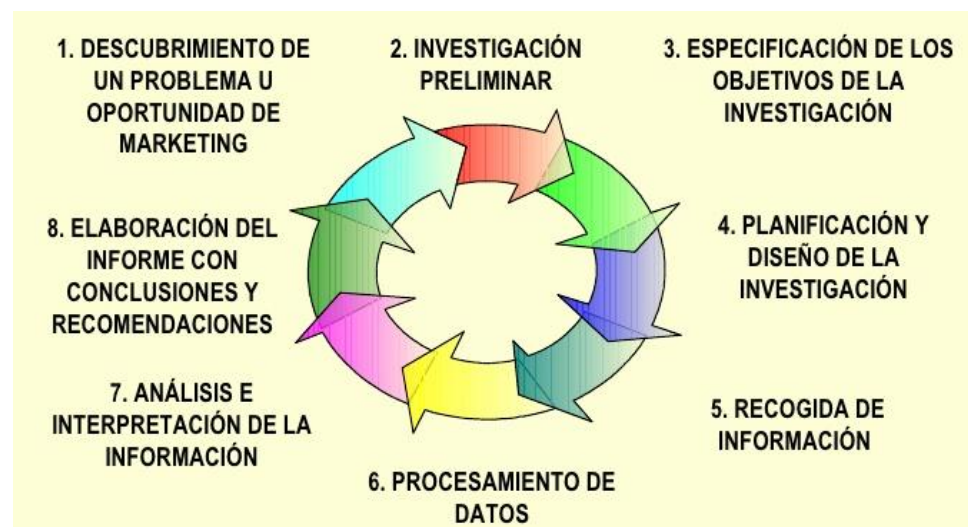 1. DESCUBRIMIENTO DE
UN PROBLEMA U
OPORTUNIDAD DE
MARKETING
2. INVESTIGACIÓN
PRELIMINAR
3. ESPECIFICACIÓN DE LOS
OBJETIVOS DE LA
INVESTIGACIÓN
4. PLANIFICACIÓN Y
DISEÑO DE LA
INVESTIGACIÓN
5. RECOGIDA DE
INFORMACIÓN
6. PROCESAMIENTO DE
DATOS
7. ANÁLISIS E
INTERPRETACIÓN DE LA
INFORMACIÓN
8. ELABORACIÓN DEL
INFORME CON
CONCLUSIONES Y
RECOMENDACIONES